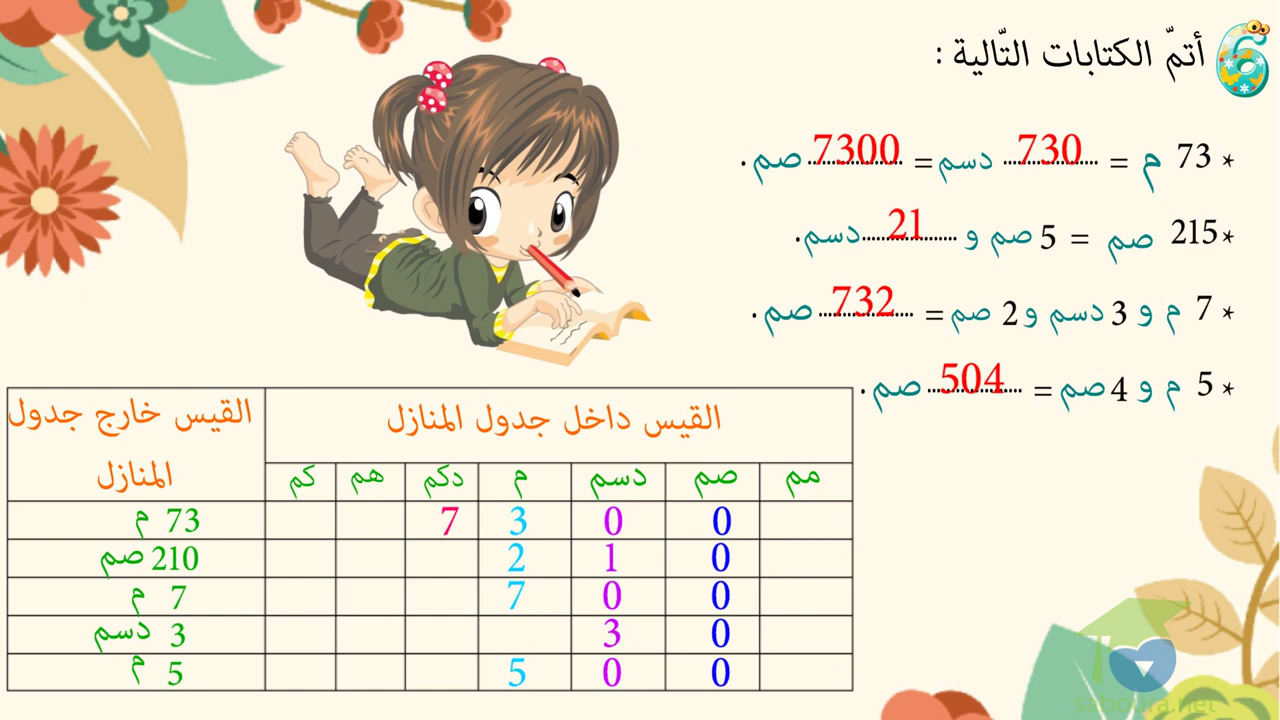 6 أتمّ الكتابات التّالية :
* 73 م = 730 دسم = 7300 صم .
* 215 صم = 5 صم و 21 دسم.
* 7 م و 3 دسم و 2 صم = 732 صم .
* 5 م و 4 صم = 504 صم .
القيس داخل جدول المنازل القيس خارج جدول المنازل
مم صم دسم م دكم هم كم
0 0 3 7 73 م
0 1 2 210 صم
0 0 7 7 م
0 3 3 دسم
0 0 5 5 م
saboura.net